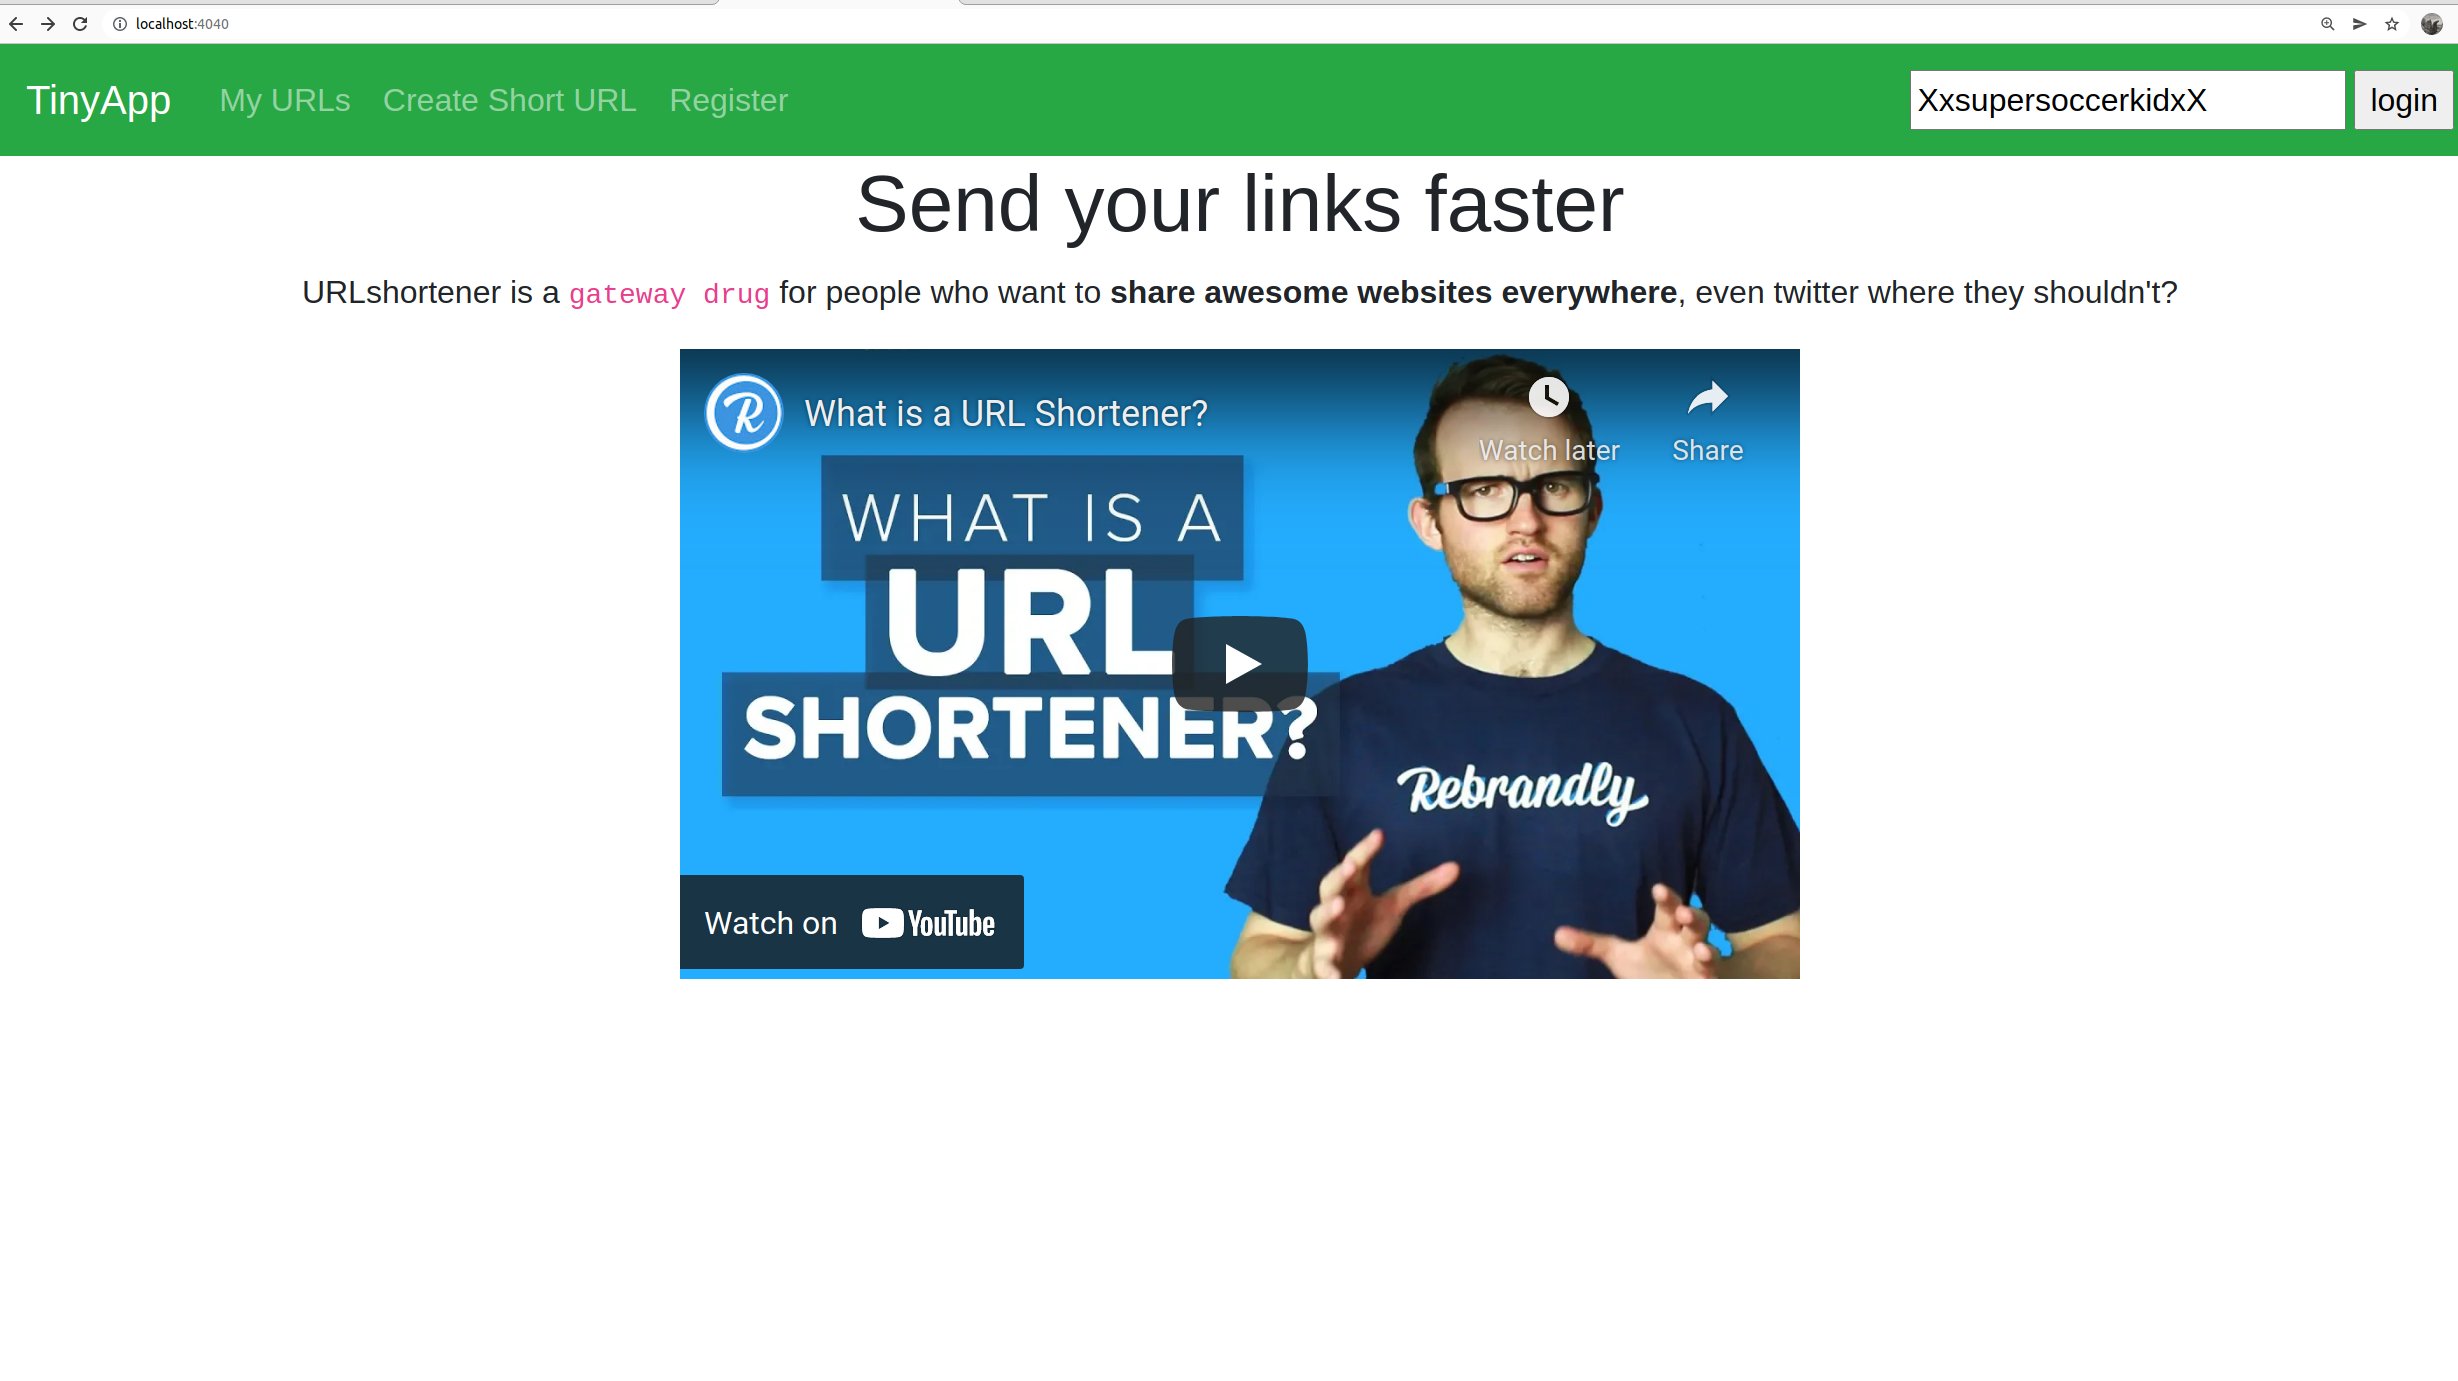 localhost:4040
TinyApp My URLs Create Short URL Register XxsupersoccerkidxX login
Send your links faster
URLshortener is a gateway drug for people who want to share awesome websites everywhere, even twitter where they shouldn't?
R What is a URL Shortener?
Watch later Share
WHAT IS A
URL
SHORTENER?
Rebrandly
Watch on YouTube